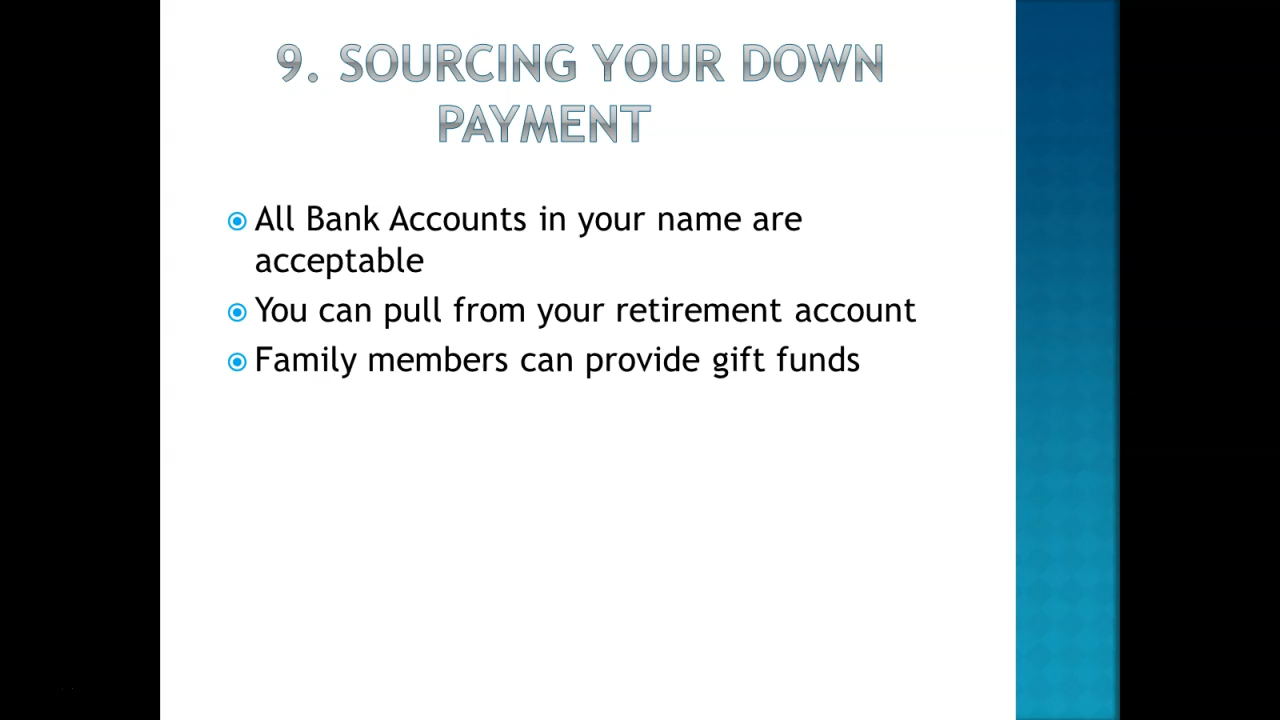 9. SOURCING YOUR DOWN
PAYMENT
All Bank Accounts in your name are
acceptable
You can pull from your retirement account
Family members can provide gift funds